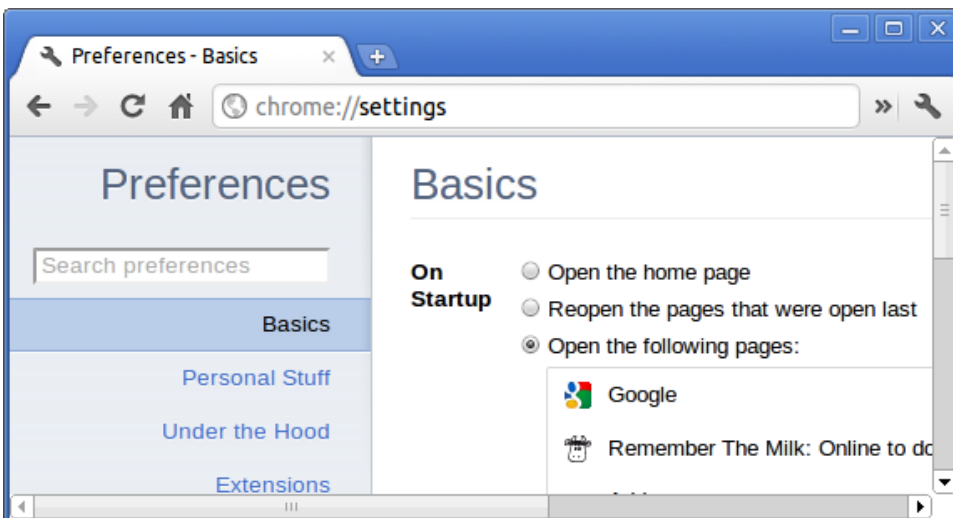 Preferences - Basics
chrome://settings
Preferences
Search preferences
Basics
Personal Stuff
Under the Hood
Extensions
Basics
On
Startup
Open the home page
Reopen the pages that were open last
Open the following pages:
Google
Remember The Milk: Online to do